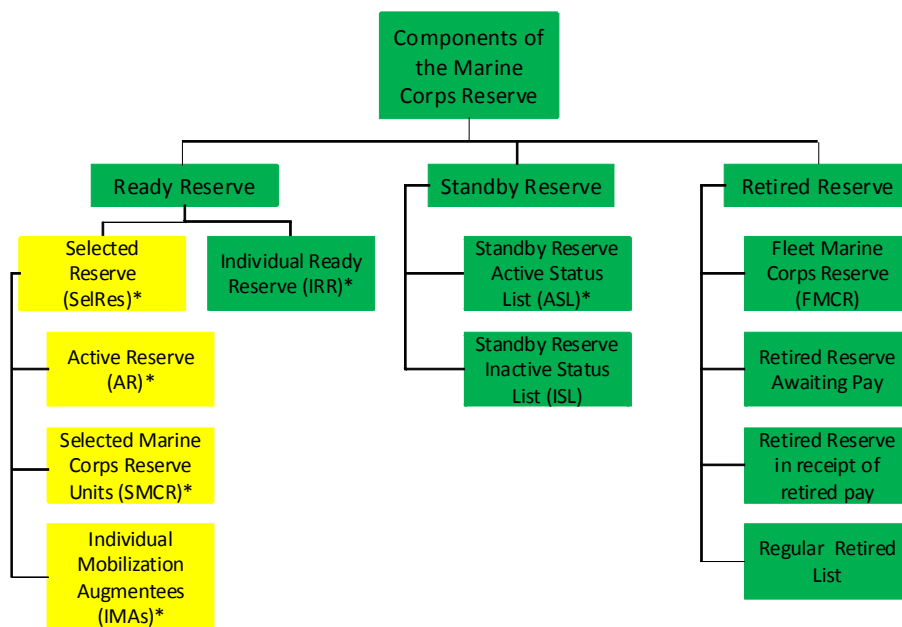 Components of
the Marine
Corps Reserve
Ready Reserve
Standby Reserve
Retired Reserve
Selected
Reserve
(SelRes)*
Individual Ready
Reserve (IRR)*
Standby Reserve
Active Status
List (ASL)*
Fleet Marine
Corps Reserve
(FMCR)
Active Reserve
(AR)*
Standby Reserve
Inactive Status
List (ISL)
Retired Reserve
Awaiting Pay
Selected Marine
Corps Reserve
Units (SMCR)*
Retired Reserve
in receipt of
retired pay
Individual
Mobilization
Augmentees
(IMAs)*
Regular Retired
List